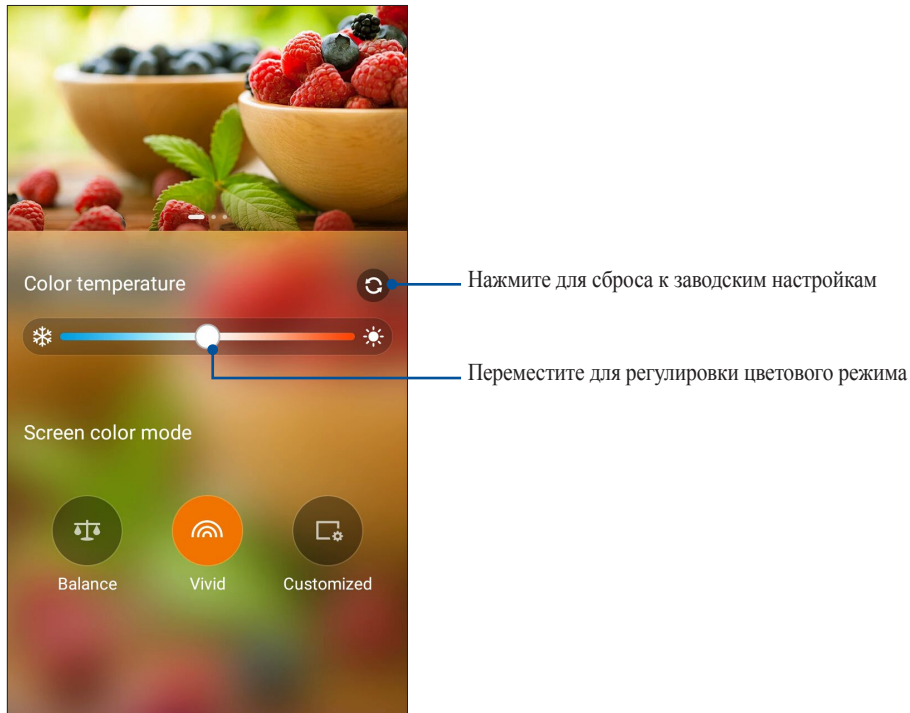 Color temperature
Нажмите для сброса к заводским настройкам
Переместите для регулировки цветового режима
Screen color mode
Balance
Vivid
Customized